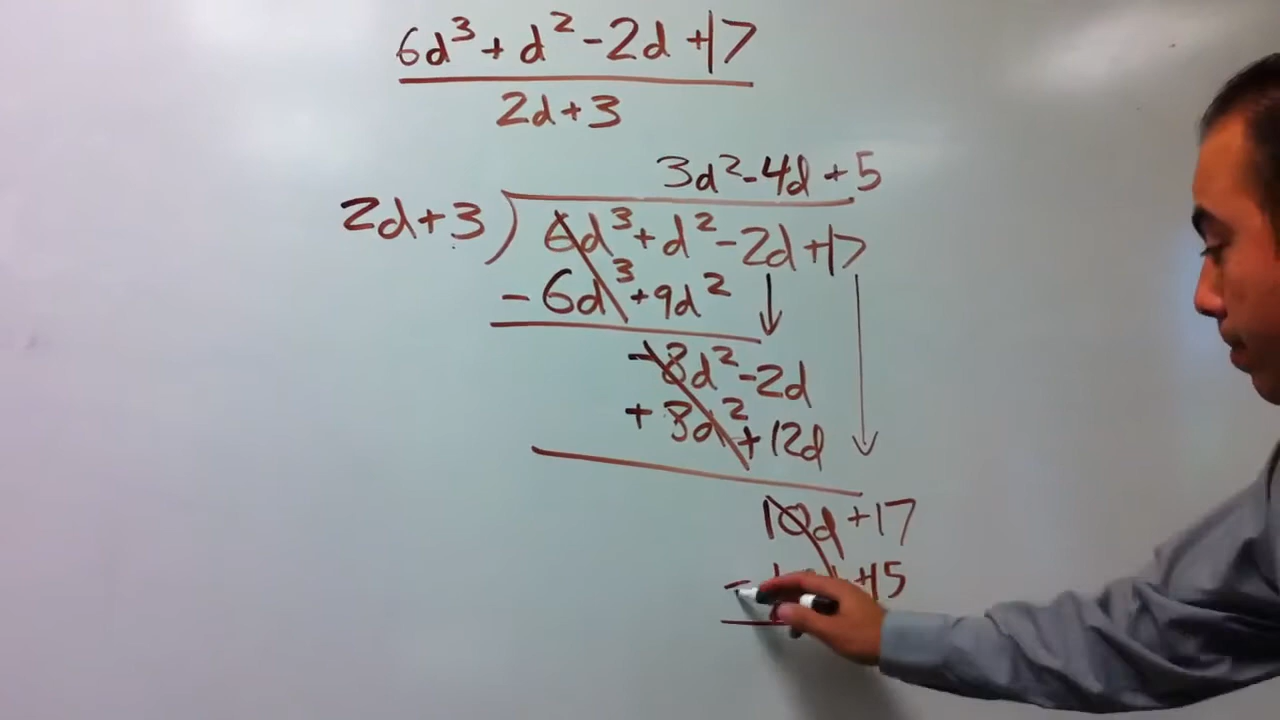 6d³ + d² - 2d + 17
2d + 3
3d² - 4d + 5
2d + 3 ) 6d³ + d² - 2d + 17
- 6d³ + 9d²
- 8d² - 2d
+ 8d² + 12d
10d + 17
- + 15